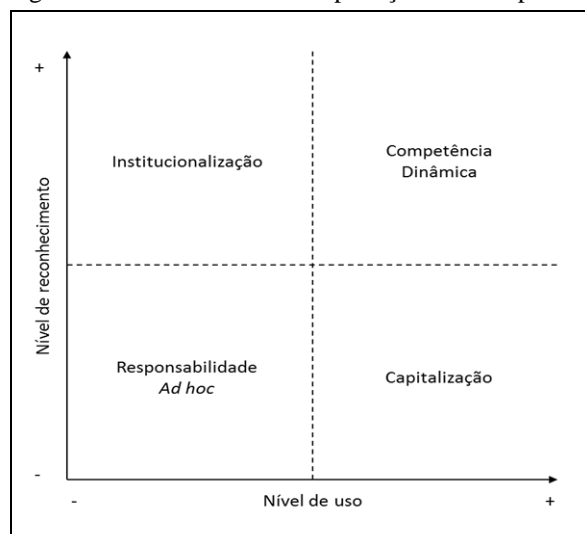 +
Institucionalização
Competência
Dinâmica
Nível de reconhecimento
Responsabilidade
Ad hoc
Capitalização
-
-
Nível de uso
+